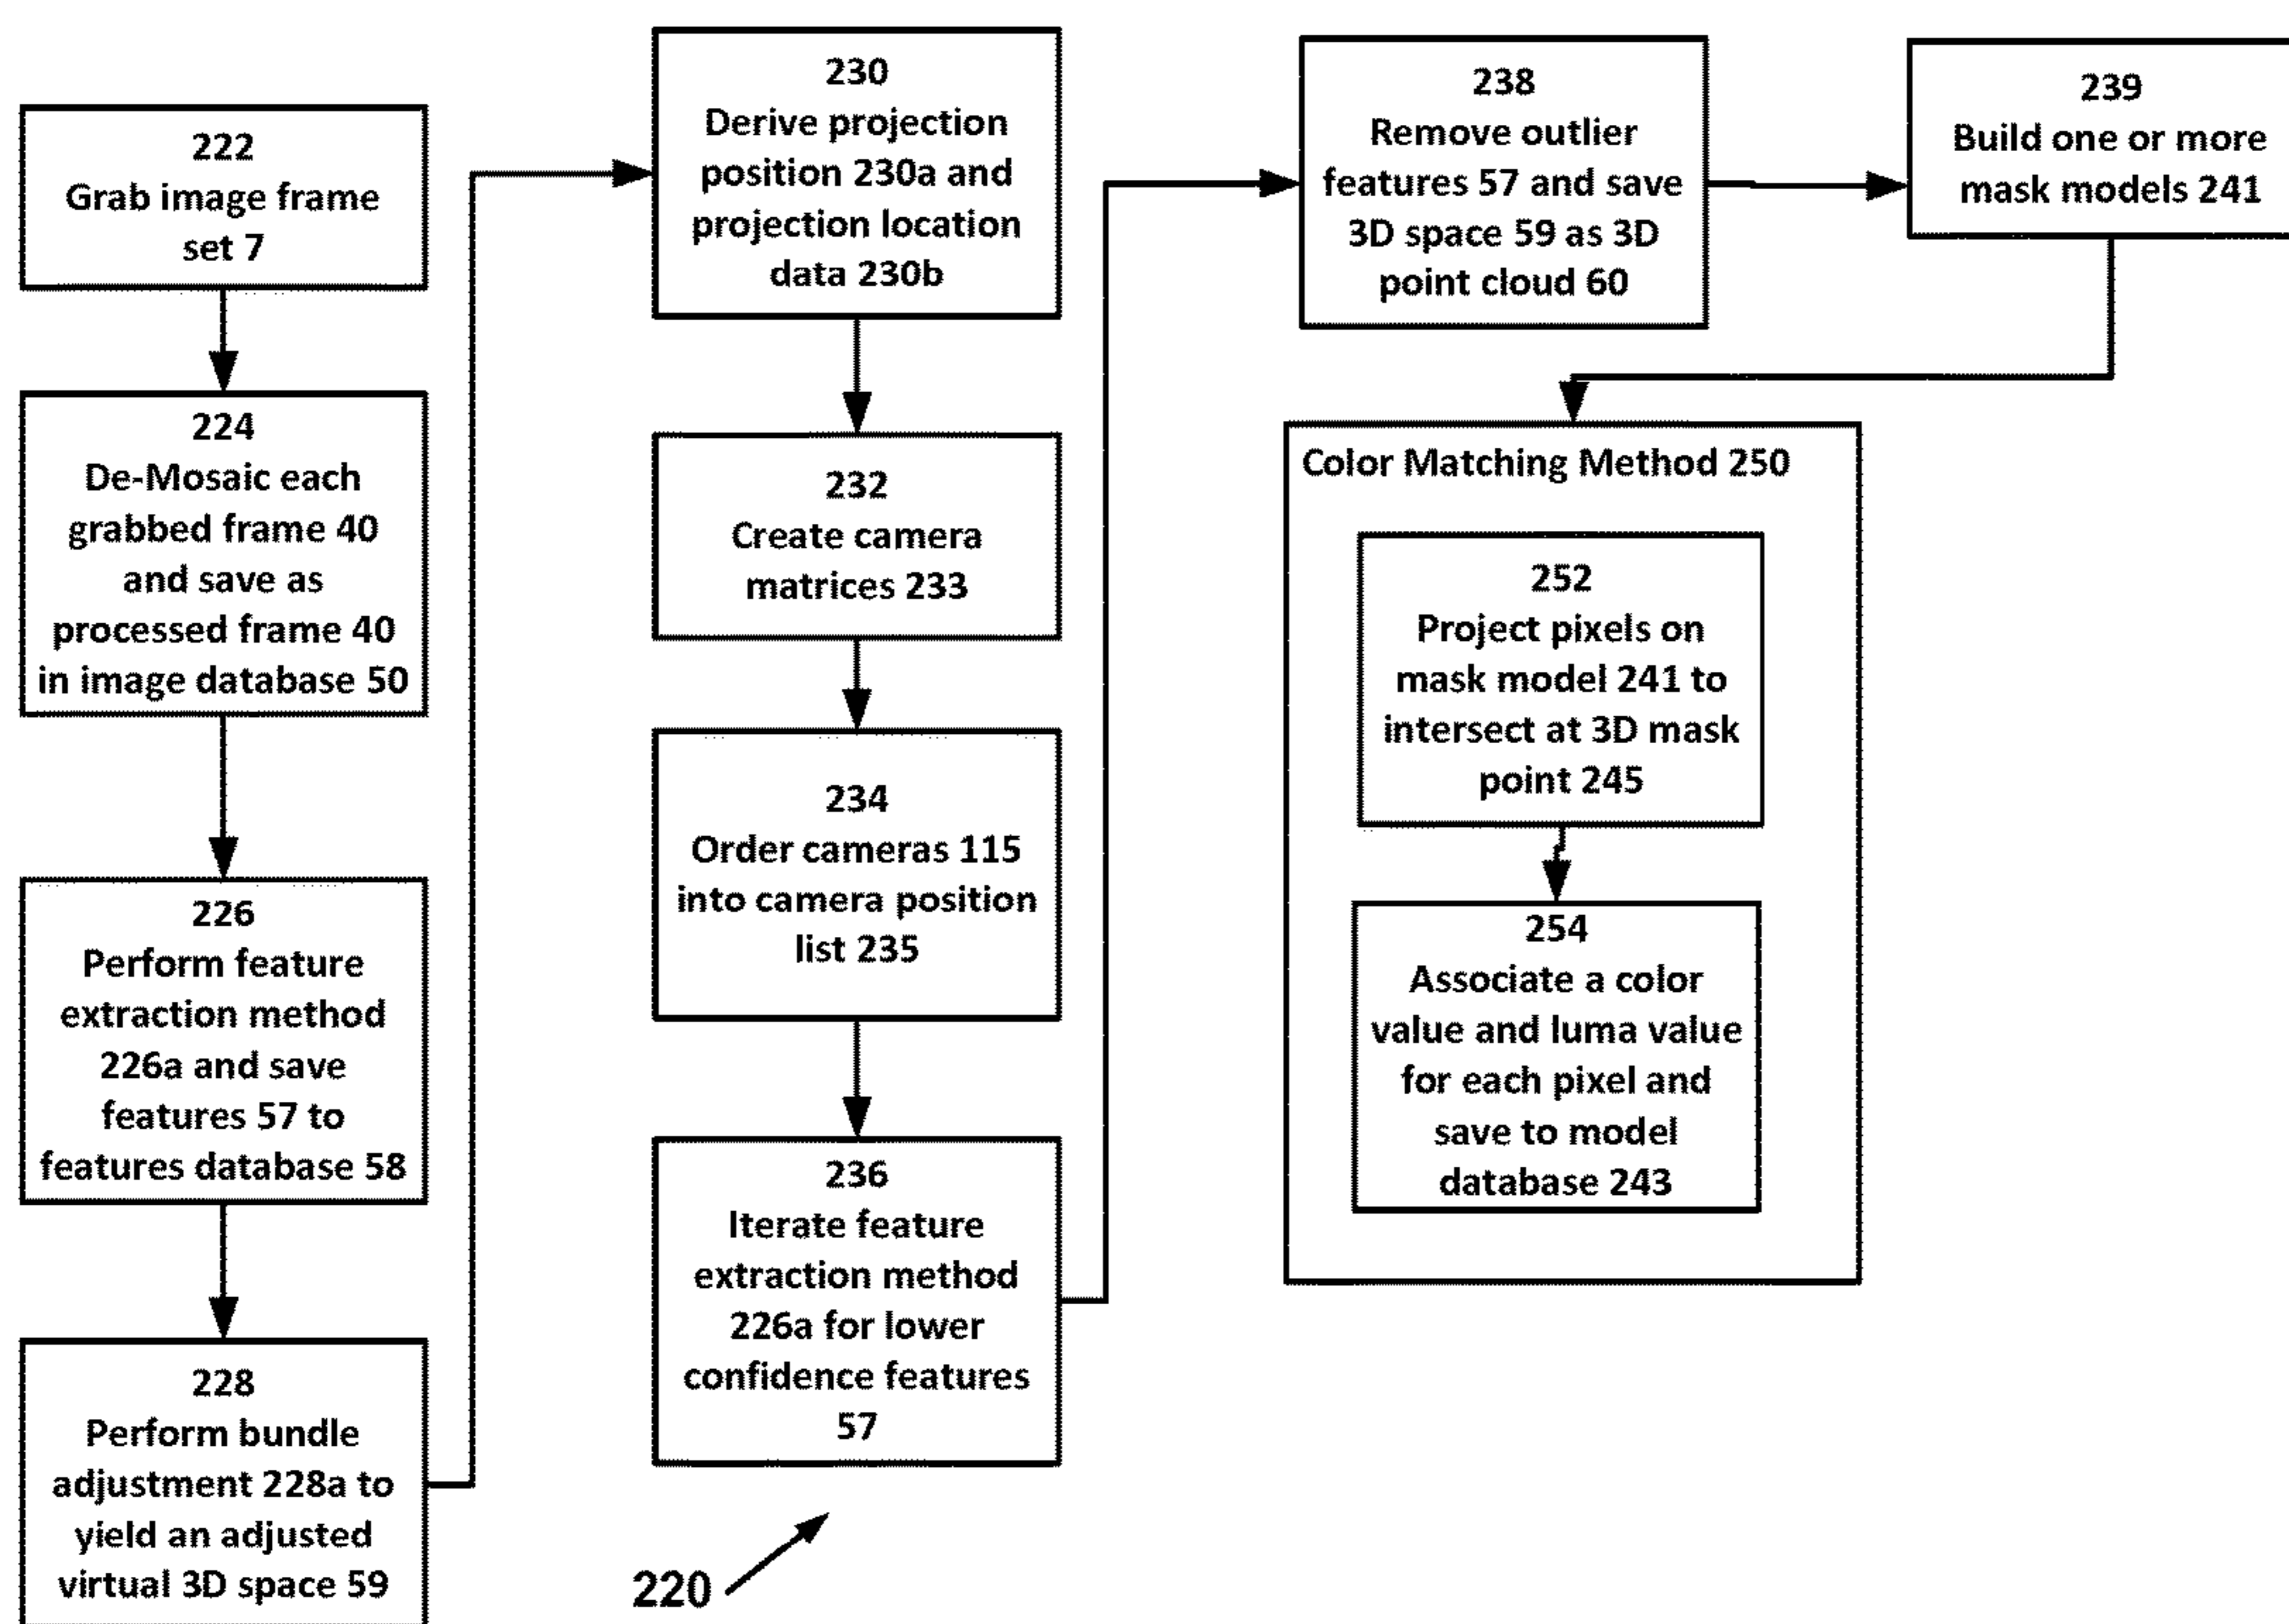 222
Grab image frame
set 7
224
De-Mosaic each
grabbed frame 40
and save as
processed frame 40
in image database 50
226
Perform feature
extraction method
226a and save
features 57 to
features database 58
228
Perform bundle
adjustment 228a to
yield an adjusted
virtual 3D space 59
230
Derive projection
position 230a and
projection location
data 230b
232
Create camera
matrices 233
234
Order cameras 115
into camera position
list 235
236
Iterate feature
extraction method
226a for lower
confidence features
57
238
Remove outlier
features 57 and save
3D space 59 as 3D
point cloud 60
239
Build one or more
mask models 241
Color Matching Method 250
252
Project pixels on
mask model 241 to
intersect at 3D mask
point 245
254
Associate a color
value and luma value
for each pixel and
save to model
database 243
220